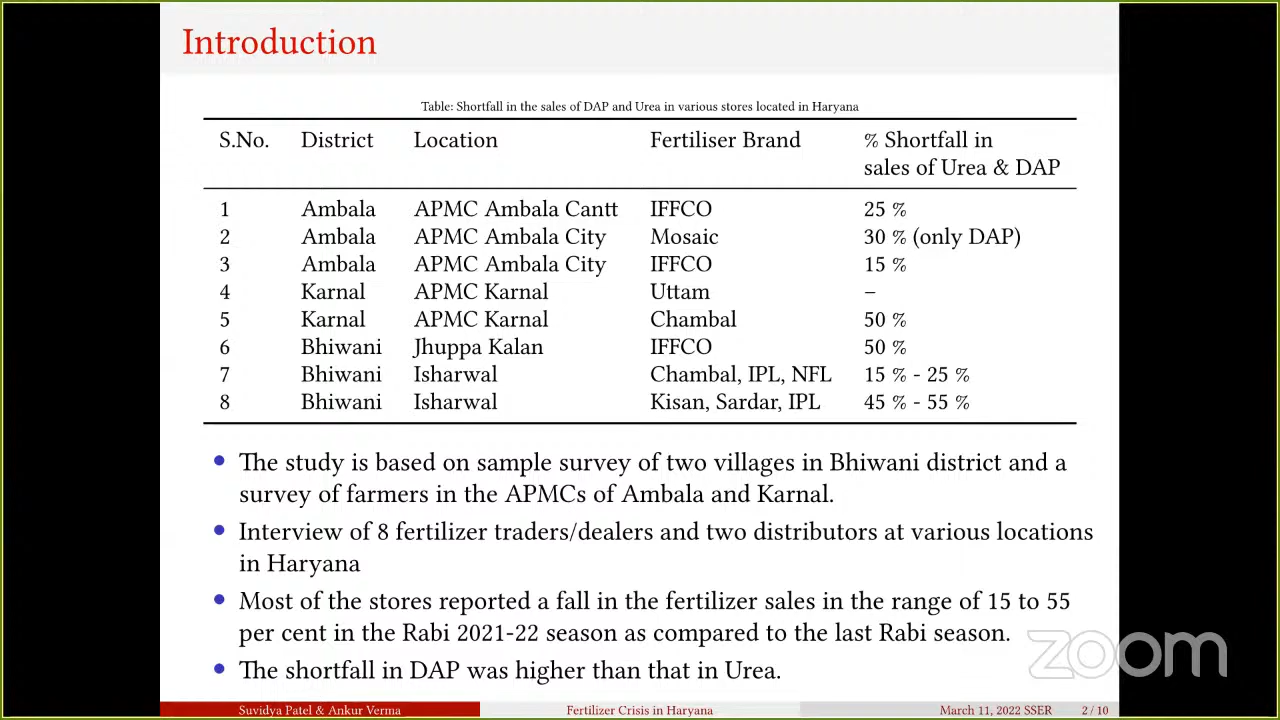 Introduction
Table: Shortfall in the sales of DAP and Urea in various stores located in Haryana
S.No. District Location Fertiliser Brand % Shortfall in
sales of Urea & DAP
1 Ambala APMC Ambala Cantt IFFCO 25 %
2 Ambala APMC Ambala City Mosaic 30 % (only DAP)
3 Ambala APMC Ambala City IFFCO 15 %
4 Karnal APMC Karnal Uttam –
5 Karnal APMC Karnal Chambal 50 %
6 Bhiwani Jhuppa Kalan IFFCO 50 %
7 Bhiwani Isharwal Chambal, IPL, NFL 15 % - 25 %
8 Bhiwani Isharwal Kisan, Sardar, IPL 45 % - 55 %
• The study is based on sample survey of two villages in Bhiwani district and a
survey of farmers in the APMCs of Ambala and Karnal.
• Interview of 8 fertilizer traders/dealers and two distributors at various locations
in Haryana
• Most of the stores reported a fall in the fertilizer sales in the range of 15 to 55
per cent in the Rabi 2021-22 season as compared to the last Rabi season.
• The shortfall in DAP was higher than that in Urea.
zoom
Suvidya Patel & Ankur Verma Fertilizer Crisis in Haryana March 11, 2022 SSER 2 / 10